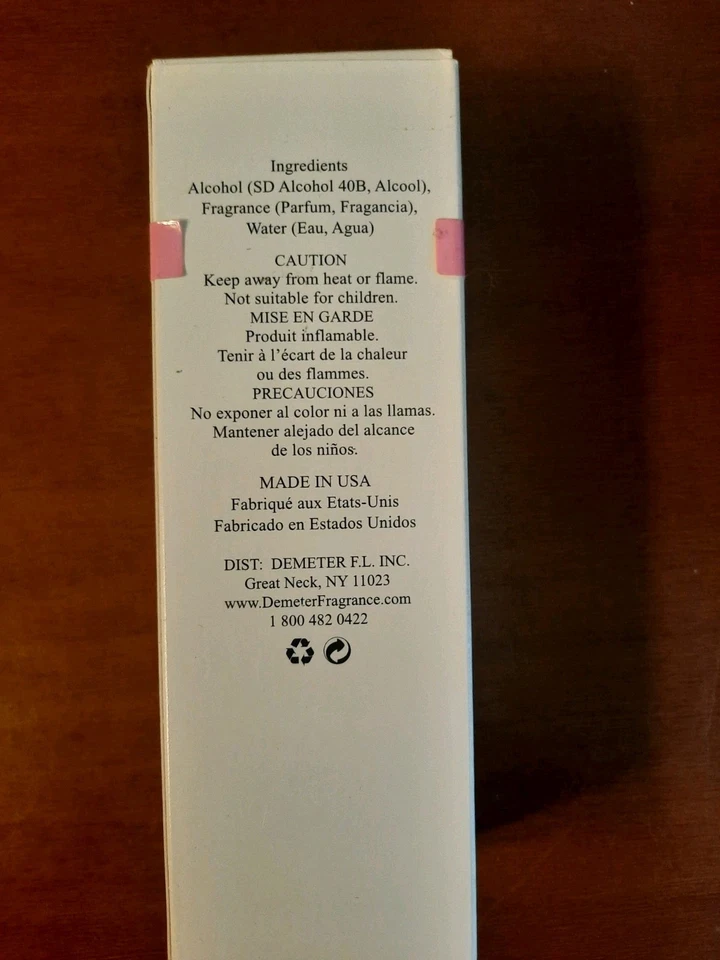 Ingredients
Alcohol (SD Alcohol 40B, Alcool),
Fragrance (Parfum, Fragancia),
Water (Eau, Agua)
CAUTION
Keep away from heat or flame.
Not suitable for children.
MISE EN GARDE
Produit inflamable.
Tenir à l'écart de la chaleur
ou des flammes.
PRECAUCIONES
No exponer al color ni a las llamas.
Mantener alejado del alcance
de los niños.
MADE IN USA
Fabriqué aux Etats-Unis
Fabricado en Estados Unidos
DIST: DEMETER F.L. INC.
Great Neck, NY 11023
www.DemeterFragrance.com
1 800 482 0422